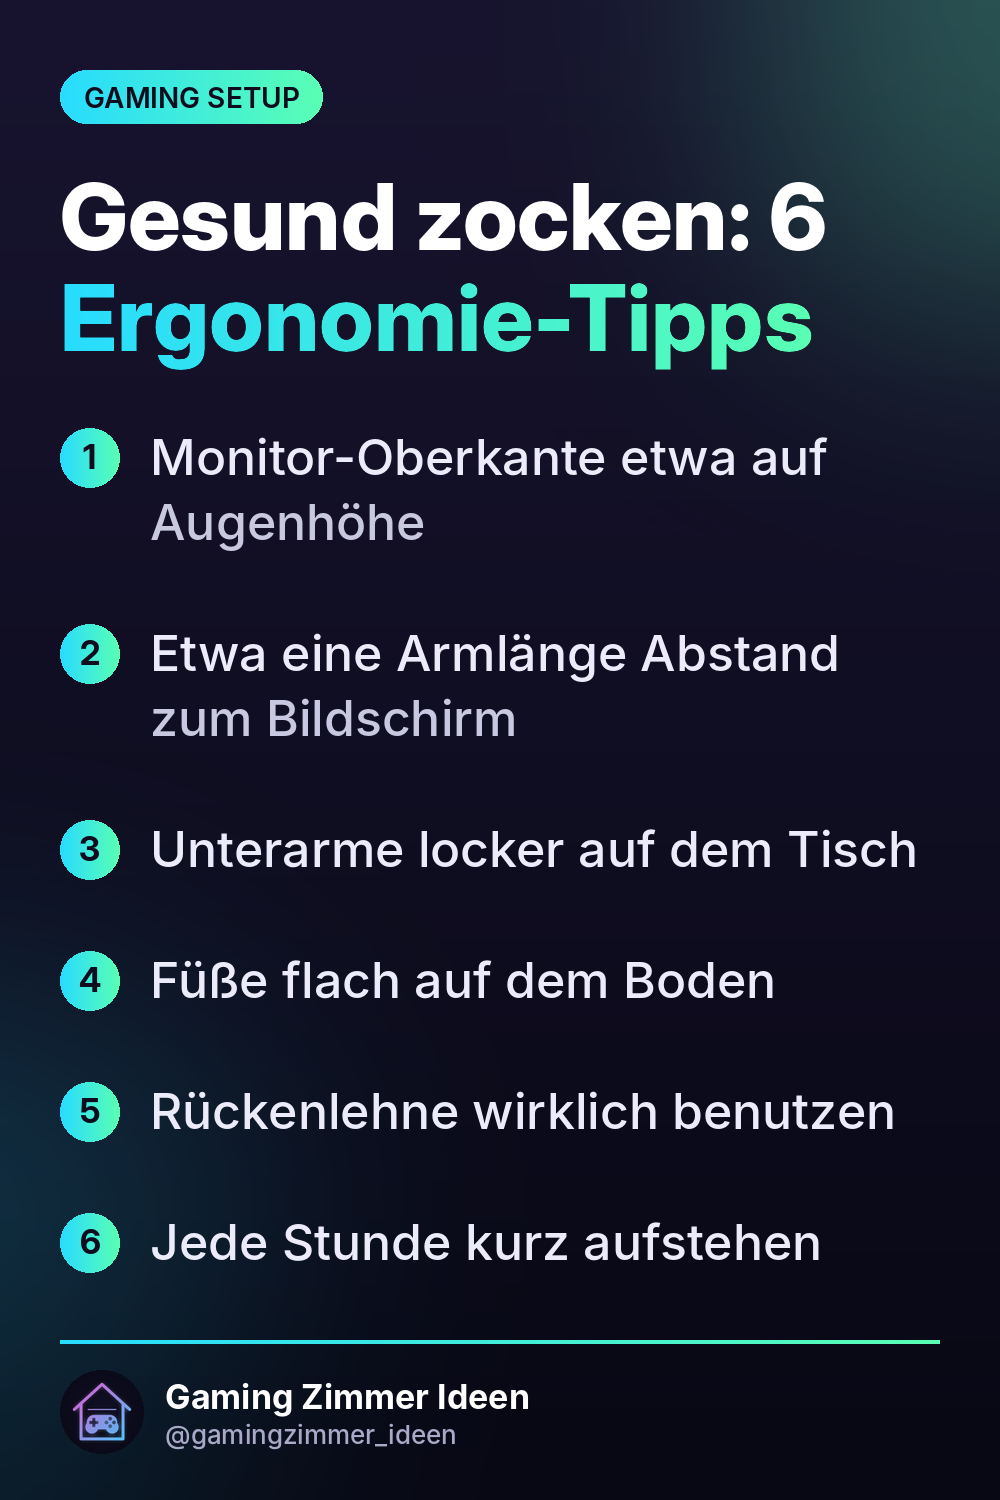 GAMING SETUP
Gesund zocken: 6
Ergonomie-Tipps
1 Monitor-Oberkante etwa auf
Augenhöhe
2 Etwa eine Armlänge Abstand
zum Bildschirm
3 Unterarme locker auf dem Tisch
4 Füße flach auf dem Boden
5 Rückenlehne wirklich benutzen
6 Jede Stunde kurz aufstehen
Gaming Zimmer Ideen
@gamingzimmer_ideen